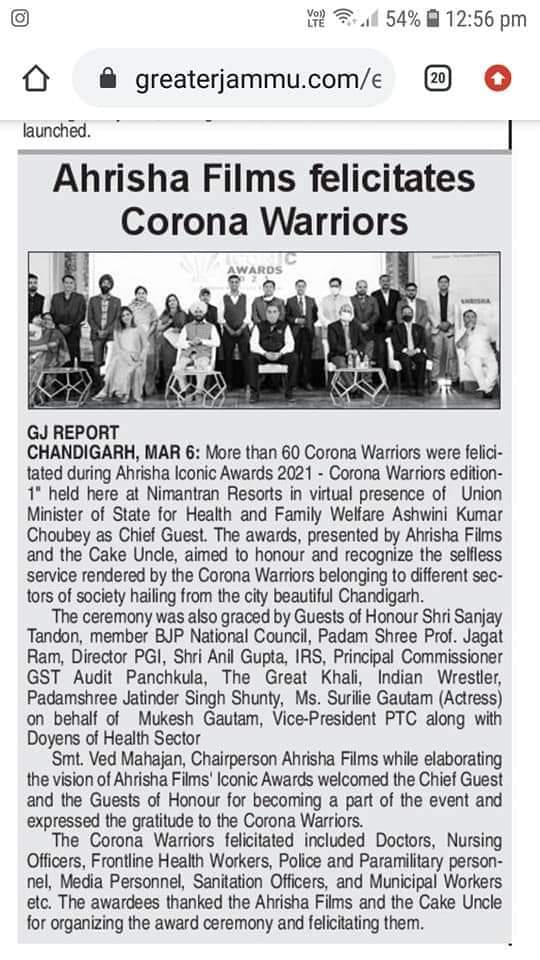 Vo)) LTE 54% 12:56 pm
greaterjammu.com/e
20
launched.
Ahrisha Films felicitates
Corona Warriors
ICONIC
AWARDS
2021
AHRISHA
GJ REPORT
CHANDIGARH, MAR 6: More than 60 Corona Warriors were felici-
tated during Ahrisha Iconic Awards 2021 - Corona Warriors edition-
1" held here at Nimantran Resorts in virtual presence of Union
Minister of State for Health and Family Welfare Ashwini Kumar
Choubey as Chief Guest. The awards, presented by Ahrisha Films
and the Cake Uncle, aimed to honour and recognize the selfless
service rendered by the Corona Warriors belonging to different sec-
tors of society hailing from the city beautiful Chandigarh.
The ceremony was also graced by Guests of Honour Shri Sanjay
Tandon, member BJP National Council, Padam Shree Prof. Jagat
Ram, Director PGI, Shri Anil Gupta, IRS, Principal Commissioner
GST Audit Panchkula, The Great Khali, Indian Wrestler,
Padamshree Jatinder Singh Shunty, Ms. Surilie Gautam (Actress)
on behalf of Mukesh Gautam, Vice-President PTC along with
Doyens of Health Sector
Smt. Ved Mahajan, Chairperson Ahrisha Films while elaborating
the vision of Ahrisha Films' Iconic Awards welcomed the Chief Guest
and the Guests of Honour for becoming a part of the event and
expressed the gratitude to the Corona Warriors.
The Corona Warriors felicitated included Doctors, Nursing
Officers, Frontline Health Workers, Police and Paramilitary person-
nel, Media Personnel, Sanitation Officers, and Municipal Workers
etc. The awardees thanked the Ahrisha Films and the Cake Uncle
for organizing the award ceremony and felicitating them.